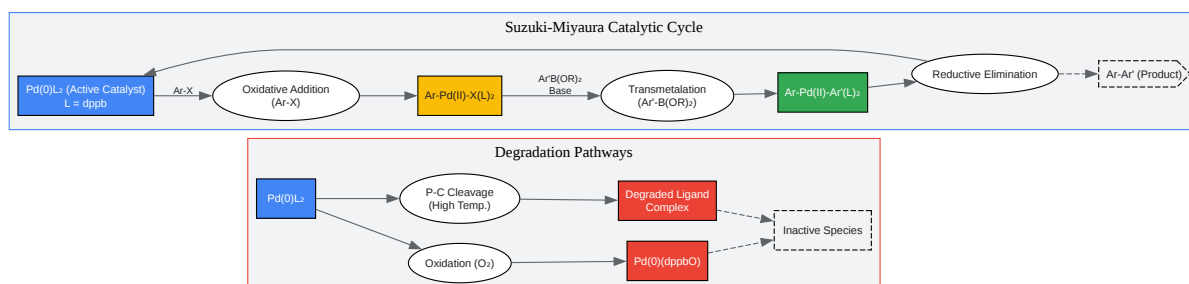 Suzuki-Miyaura Catalytic Cycle
Pd(0)L₂ (Active Catalyst)
L = dppb
Ar-X
Oxidative Addition
(Ar-X)
Ar-Pd(II)-X(L)₂
Ar'B(OR)₂
Base
Transmetalation
(Ar'-B(OR)₂)
Ar-Pd(II)-Ar'(L)₂
Reductive Elimination
Ar-Ar' (Product)
Degradation Pathways
Pd(0)L₂
P-C Cleavage
(High Temp.)
Degraded Ligand
Complex
Inactive Species
Oxidation (O₂)
Pd(0)(dppbO)